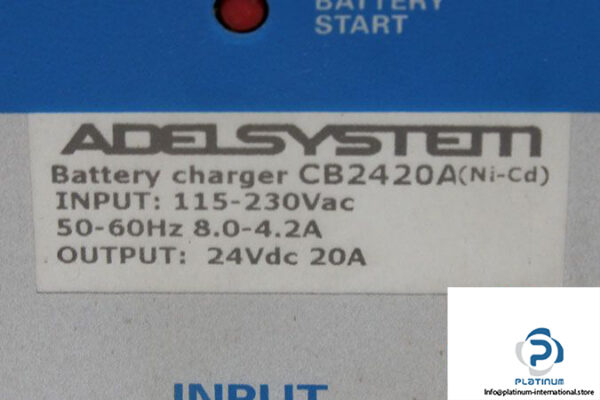 BATTERY
START
ADELSYSTEM
Battery charger CB2420A(Ni-Cd)
INPUT: 115-230Vac
50-60Hz 8.0-4.2A
OUTPUT: 24Vdc 20A
INPUT
PLATINUM
Info@platinum-international.store